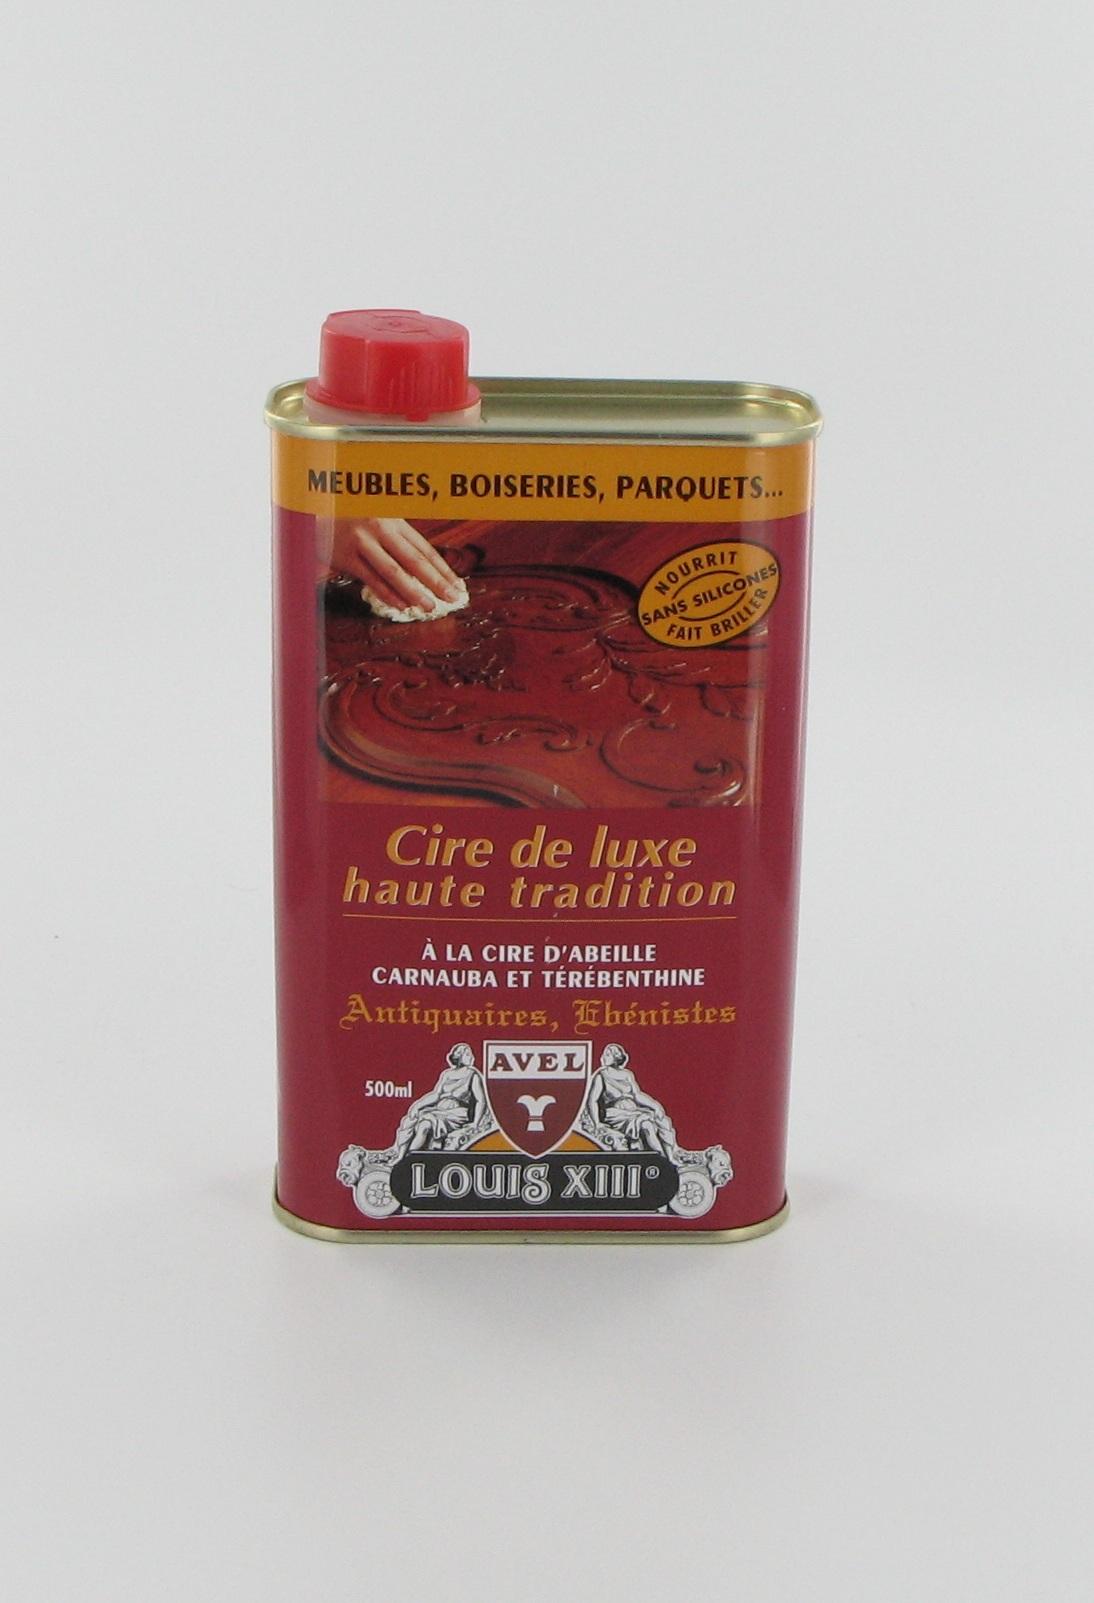 MEUBLES, BOISERIES, PARQUETS...
NOURRIT
SANS SILICONES
FAIT BRILLER
Cire de luxe
haute tradition
À LA CIRE D'ABEILLE
CARNAUBA ET TÉRÉBENTHINE
Antiquaires, Ebénistes
AVEL
500ml
LOUIS XIII®